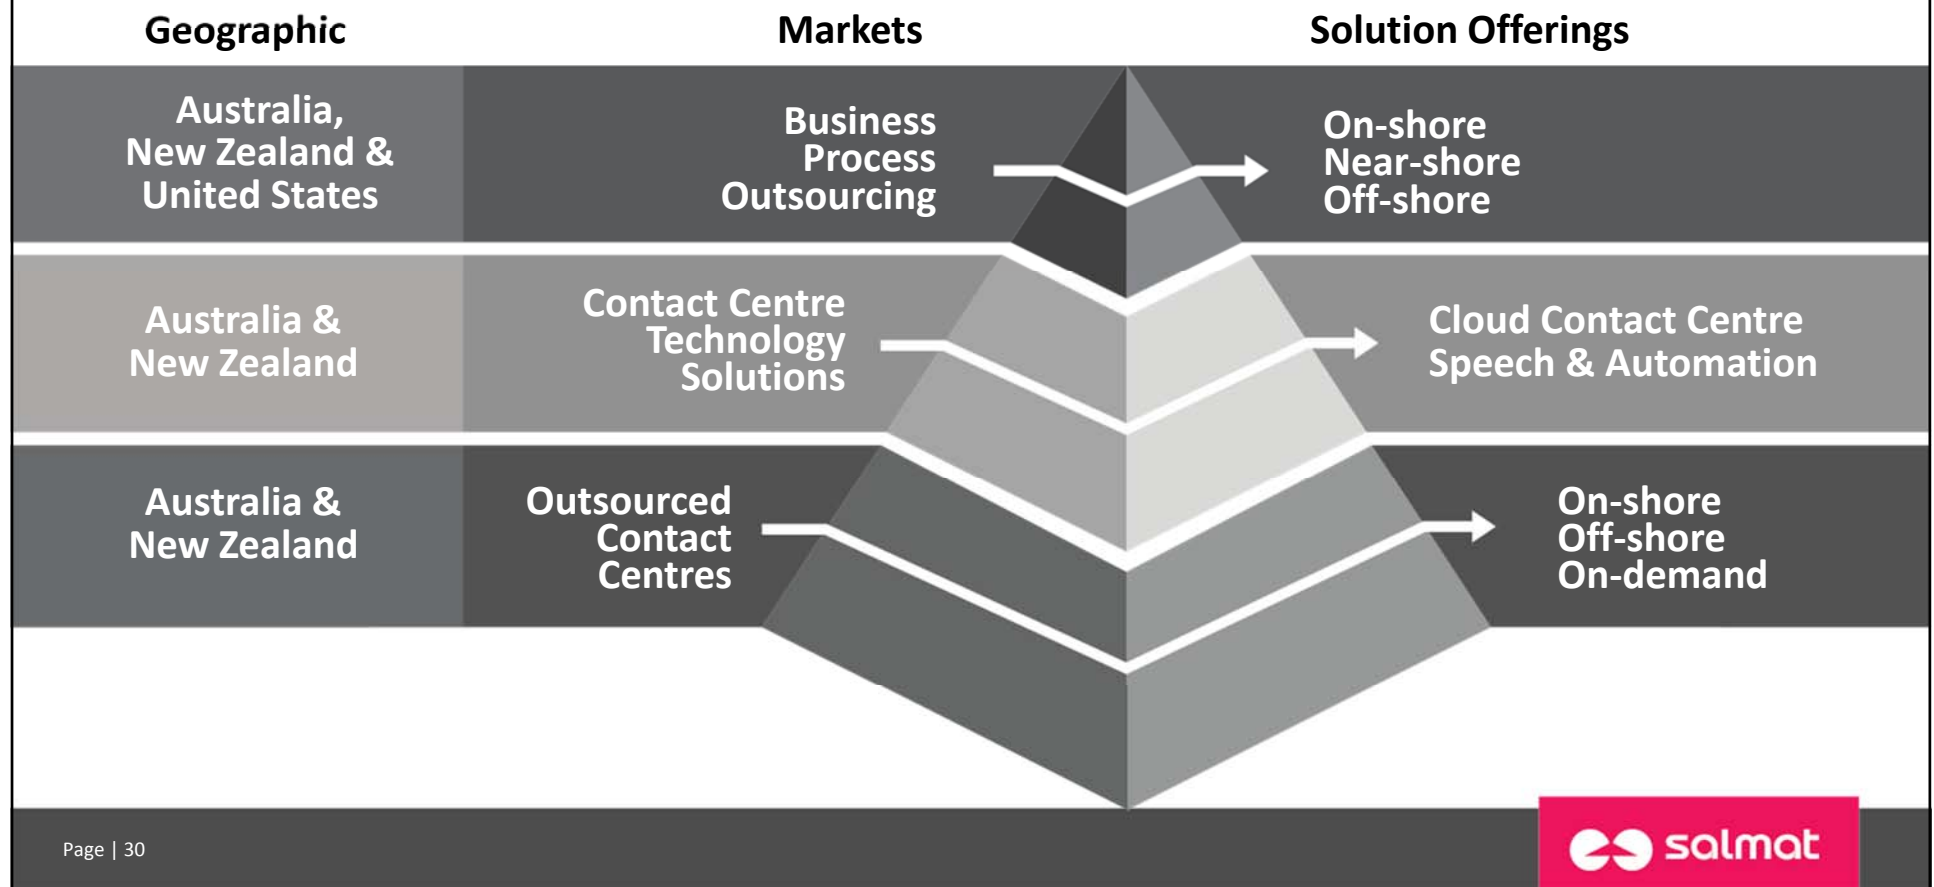 Geographic
Markets
Solution Offerings
Australia,
New Zealand &
United States
Business
Process
Outsourcing
On-shore
Near-shore
Off-shore
Australia &
New Zealand
Contact Centre
Technology
Solutions
Cloud Contact Centre
Speech & Automation
Australia &
New Zealand
Outsourced
Contact
Centres
On-shore
Off-shore
On-demand
Page | 30
salmat